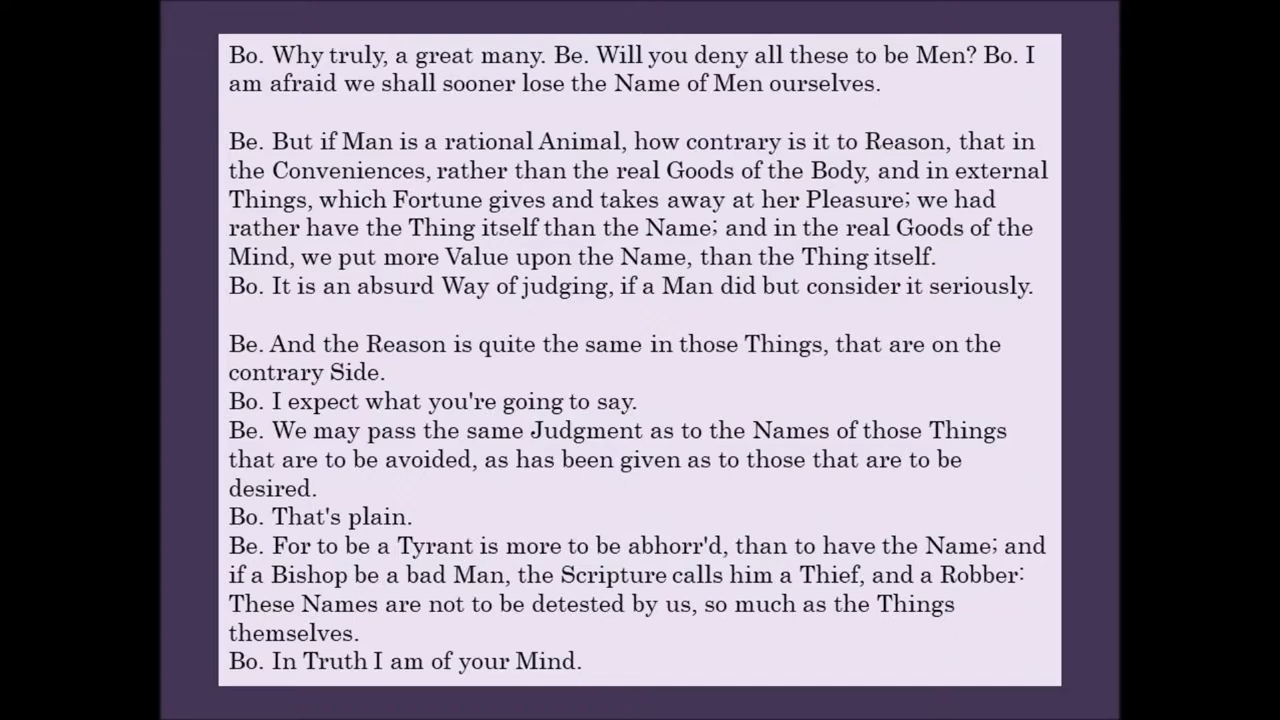 Bo. Why truly, a great many. Be. Will you deny all these to be Men? Bo. I
am afraid we shall sooner lose the Name of Men ourselves.
Be. But if Man is a rational Animal, how contrary is it to Reason, that in
the Conveniences, rather than the real Goods of the Body, and in external
Things, which Fortune gives and takes away at her Pleasure; we had
rather have the Thing itself than the Name; and in the real Goods of the
Mind, we put more Value upon the Name, than the Thing itself.
Bo. It is an absurd Way of judging, if a Man did but consider it seriously.
Be. And the Reason is quite the same in those Things, that are on the
contrary Side.
Bo. I expect what you're going to say.
Be. We may pass the same Judgment as to the Names of those Things
that are to be avoided, as has been given as to those that are to be
desired.
Bo. That's plain.
Be. For to be a Tyrant is more to be abhorr'd, than to have the Name; and
if a Bishop be a bad Man, the Scripture calls him a Thief, and a Robber:
These Names are not to be detested by us, so much as the Things
themselves.
Bo. In Truth I am of your Mind.